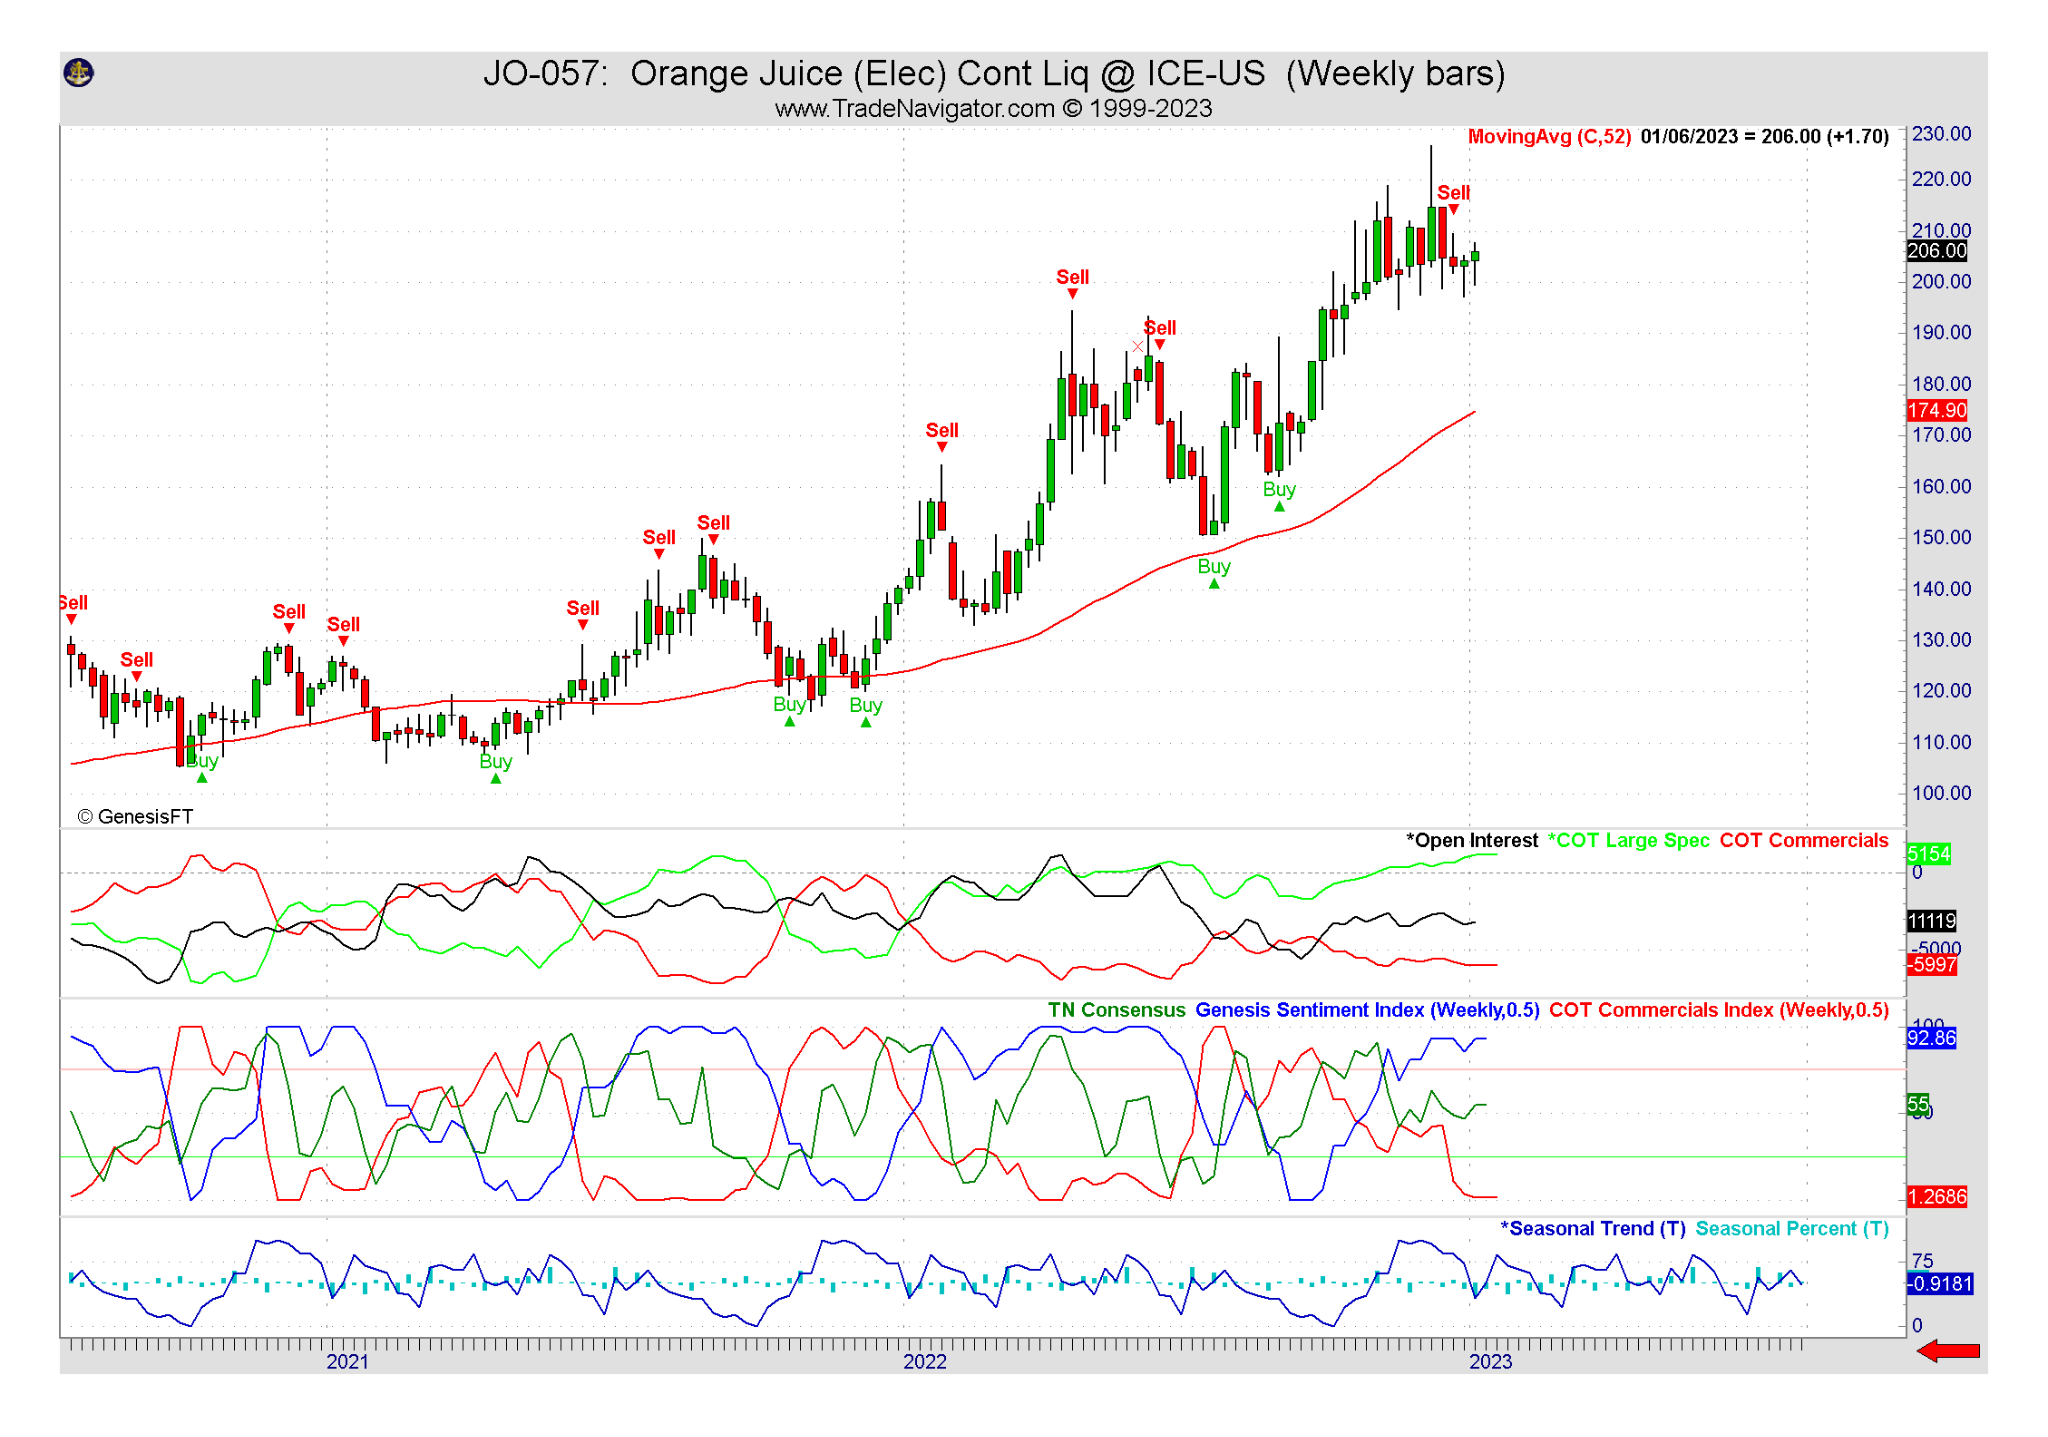 JO-057: Orange Juice (Elec) Cont Liq @ ICE-US (Weekly bars)
www.TradeNavigator.com © 1999-2023
MovingAvg (C,52) 01/06/2023 = 206.00 (+1.70)
230.00
220.00
Sell
210.00
206.00
200.00
Sell
190.00
Sell
180.00
174.90
170.00
Sell
160.00
Buy
150.00
Sell
Sell
Buy
140.00
Sell
Sell
Sell
Sell
130.00
Sell
120.00
Buy
Buy
110.00
Buy
Buy
100.00
© GenesisFT
*Open Interest *COT Large Spec COT Commercials
5154
0
11119
-5000
-5997
TN Consensus Genesis Sentiment Index (Weekly,0.5) COT Commercials Index (Weekly,0.5)
100
92.86
55
50
1.2686
*Seasonal Trend (T) Seasonal Percent (T)
75
-0.9181
0
2021 2022 2023